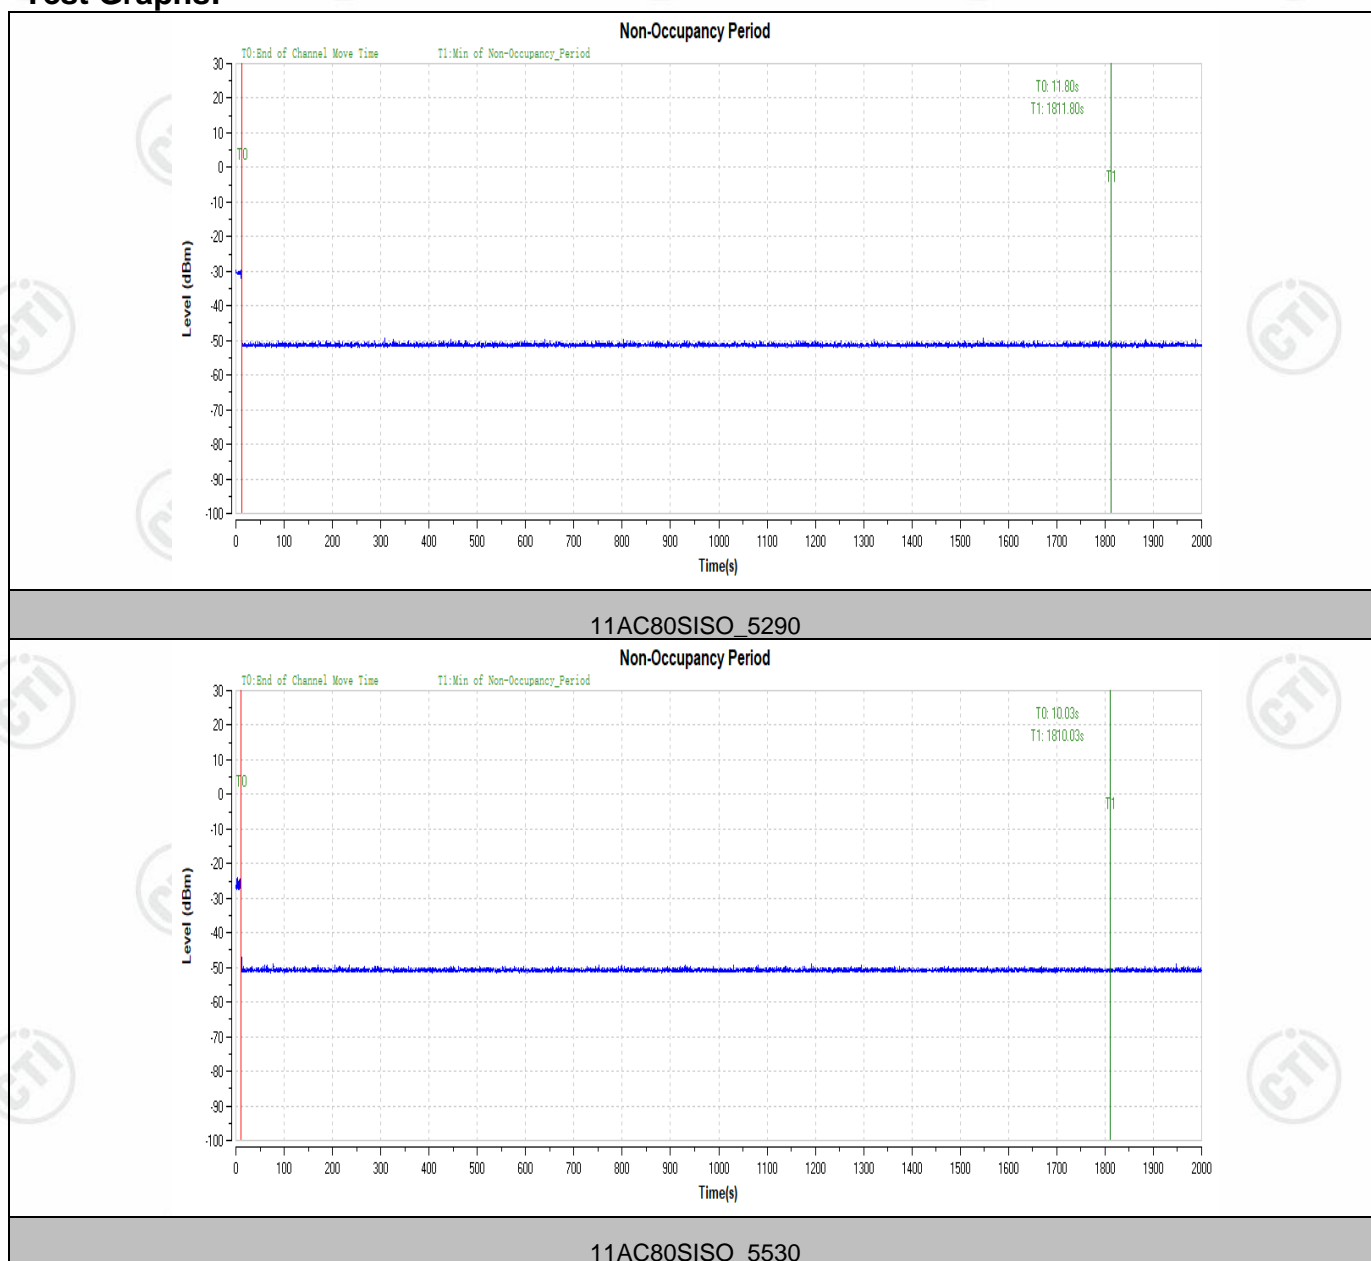 Test Graphs:
Non-Occupancy Period
T0:End of Channel Move Time T1:Min of Non-Occupancy_Period
T0: 11.80s
T1: 1811.80s
T0
T1
Level (dBm)
30
20
10
0
-10
-20
-30
-40
-50
-60
-70
-80
-90
-100
0 100 200 300 400 500 600 700 800 900 1000 1100 1200 1300 1400 1500 1600 1700 1800 1900 2000
Time(s)
11AC80SISO_5290
Non-Occupancy Period
T0:End of Channel Move Time T1:Min of Non-Occupancy_Period
T0: 10.03s
T1: 1810.03s
T0
T1
Level (dBm)
30
20
10
0
-10
-20
-30
-40
-50
-60
-70
-80
-90
-100
0 100 200 300 400 500 600 700 800 900 1000 1100 1200 1300 1400 1500 1600 1700 1800 1900 2000
Time(s)
11AC80SISO_5530
CTI
CTI
CTI
CTI
CTI
CTI